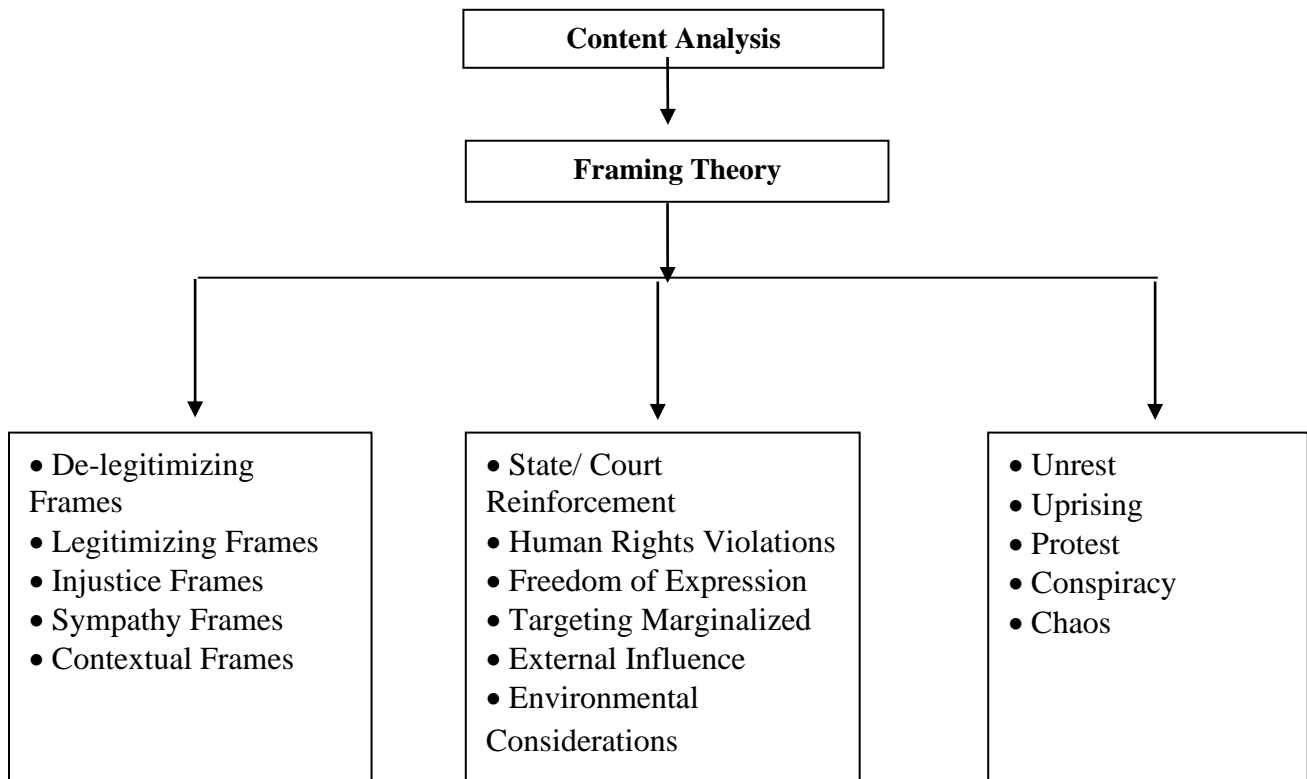 Content Analysis
Framing Theory
• De-legitimizing
Frames
• Legitimizing Frames
• Injustice Frames
• Sympathy Frames
• Contextual Frames
• State/ Court
Reinforcement
• Human Rights Violations
• Freedom of Expression
• Targeting Marginalized
• External Influence
• Environmental
Considerations
• Unrest
• Uprising
• Protest
• Conspiracy
• Chaos